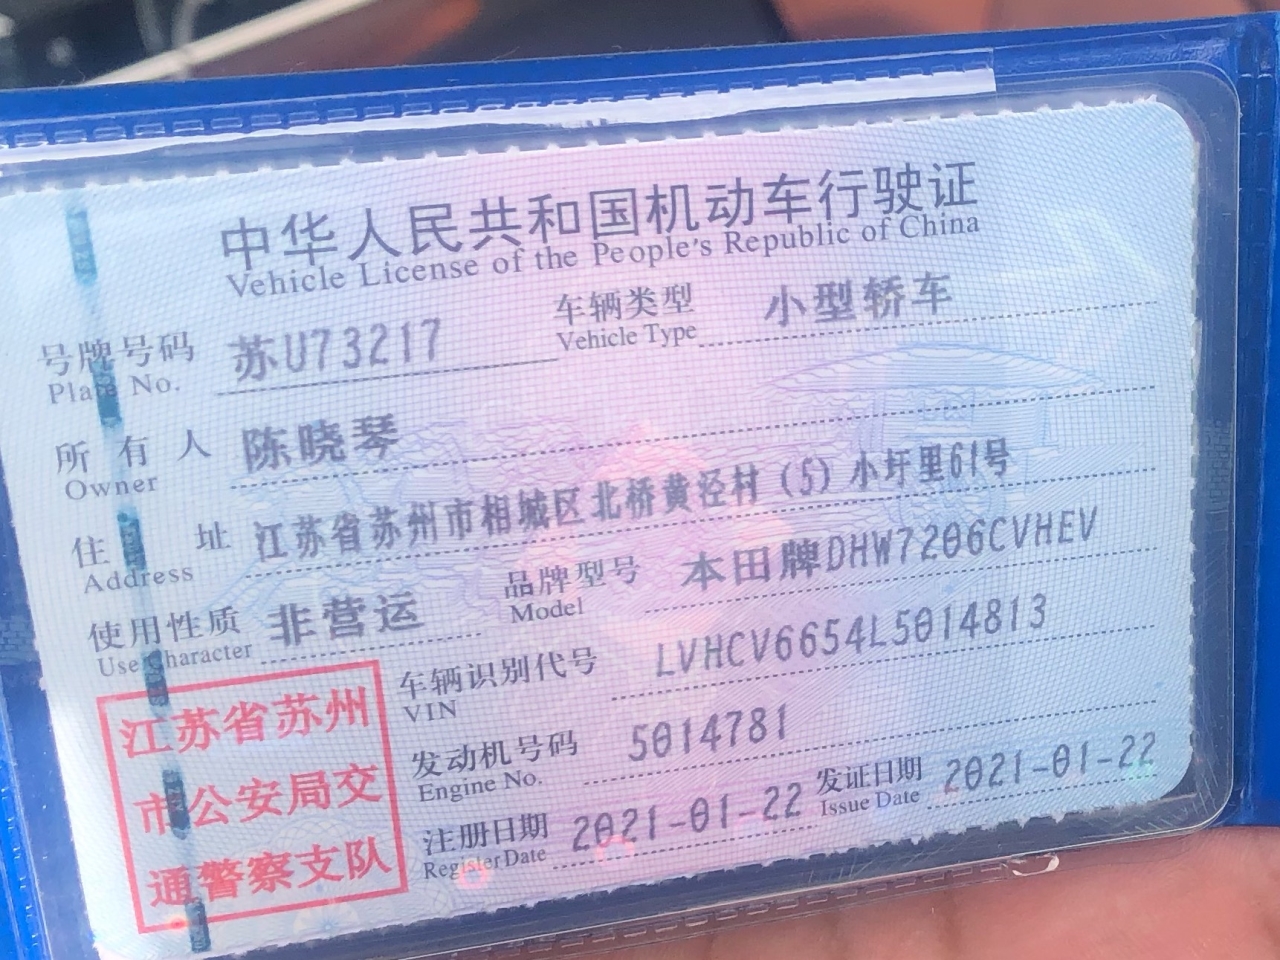 中华人民共和国机动车行驶证
Vehicle License of the People's Republic of China
号牌号码 苏U73217 车辆类型 小型轿车
Plate No. Vehicle Type
所有人 陈晓琴
Owner
住址 江苏省苏州市相城区北桥黄泾村（5）小圩里61号
Address
使用性质 非营运 品牌型号 本田牌DHW7206CVHEV
Use Character Model
车辆识别代号 LVHCV6654L5014813
VIN
发动机号码 5014781
Engine No.
注册日期 2021-01-22 发证日期 2021-01-22
Register Date Issue Date
江苏省苏州
市公安局交
通警察支队